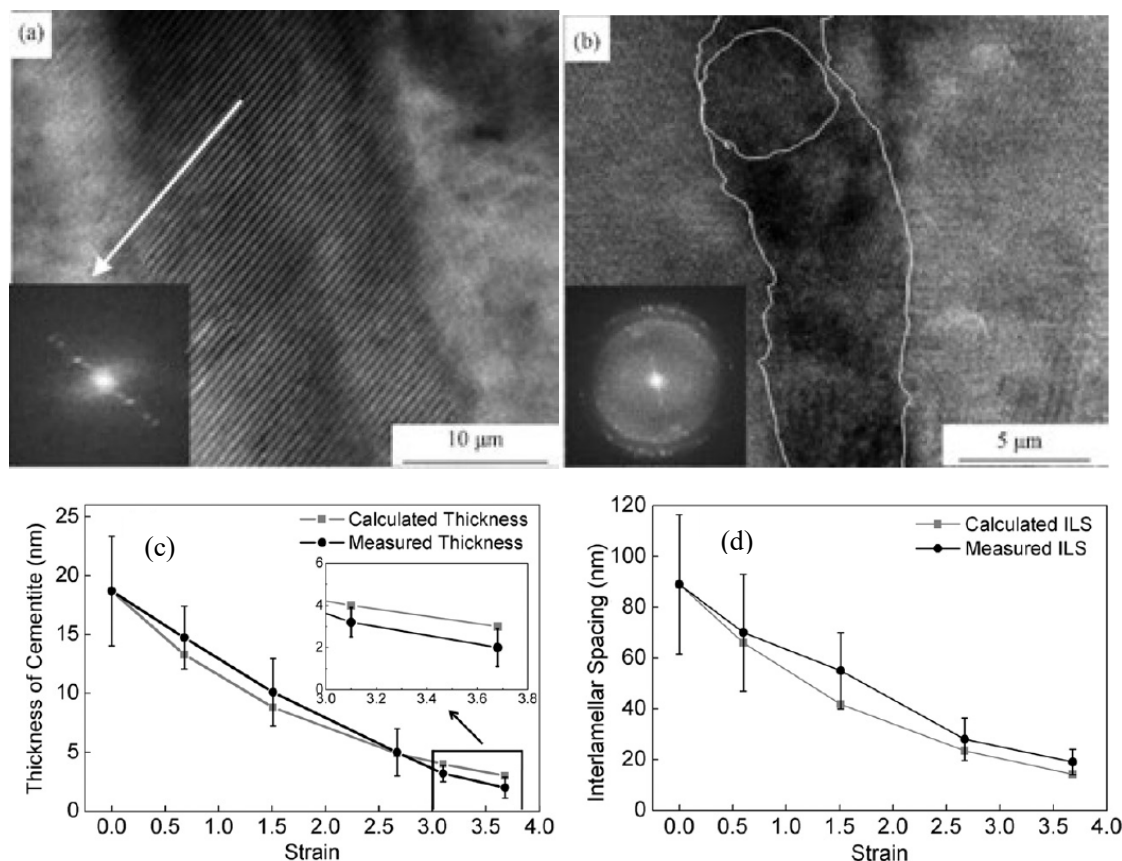 (a)
10 μm
(b)
5 μm
(c)
Calculated Thickness
Measured Thickness
Thickness of Cementite (nm)
25
20
15
10
5
0
0.0 0.5 1.0 1.5 2.0 2.5 3.0 3.5 4.0
Strain
6
4
2
0
3.0 3.2 3.4 3.6 3.8
(d)
Calculated ILS
Measured ILS
Interlamellar Spacing (nm)
120
100
80
60
40
20
0
0.0 0.5 1.0 1.5 2.0 2.5 3.0 3.5 4.0
Strain